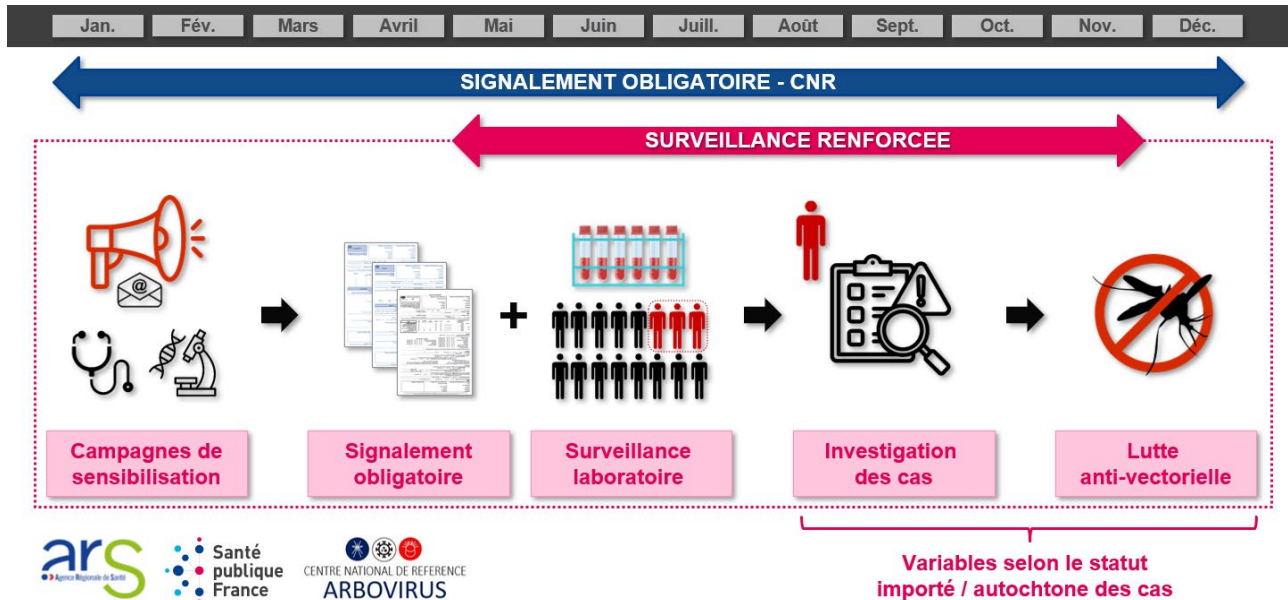 Jan. Fév. Mars Avril Mai Juin Juill. Août Sept. Oct. Nov. Déc.
SIGNALEMENT OBLIGATOIRE - CNR
SURVEILLANCE RENFORCEE
@
Campagnes de
sensibilisation
Signalement
obligatoire
Surveillance
laboratoire
Investigation
des cas
Lutte
anti-vectorielle
Variables selon le statut
importé / autochtone des cas
ars
Agence Régionale de Santé
Santé
publique
France
CENTRE NATIONAL DE REFERENCE
ARBOVIRUS